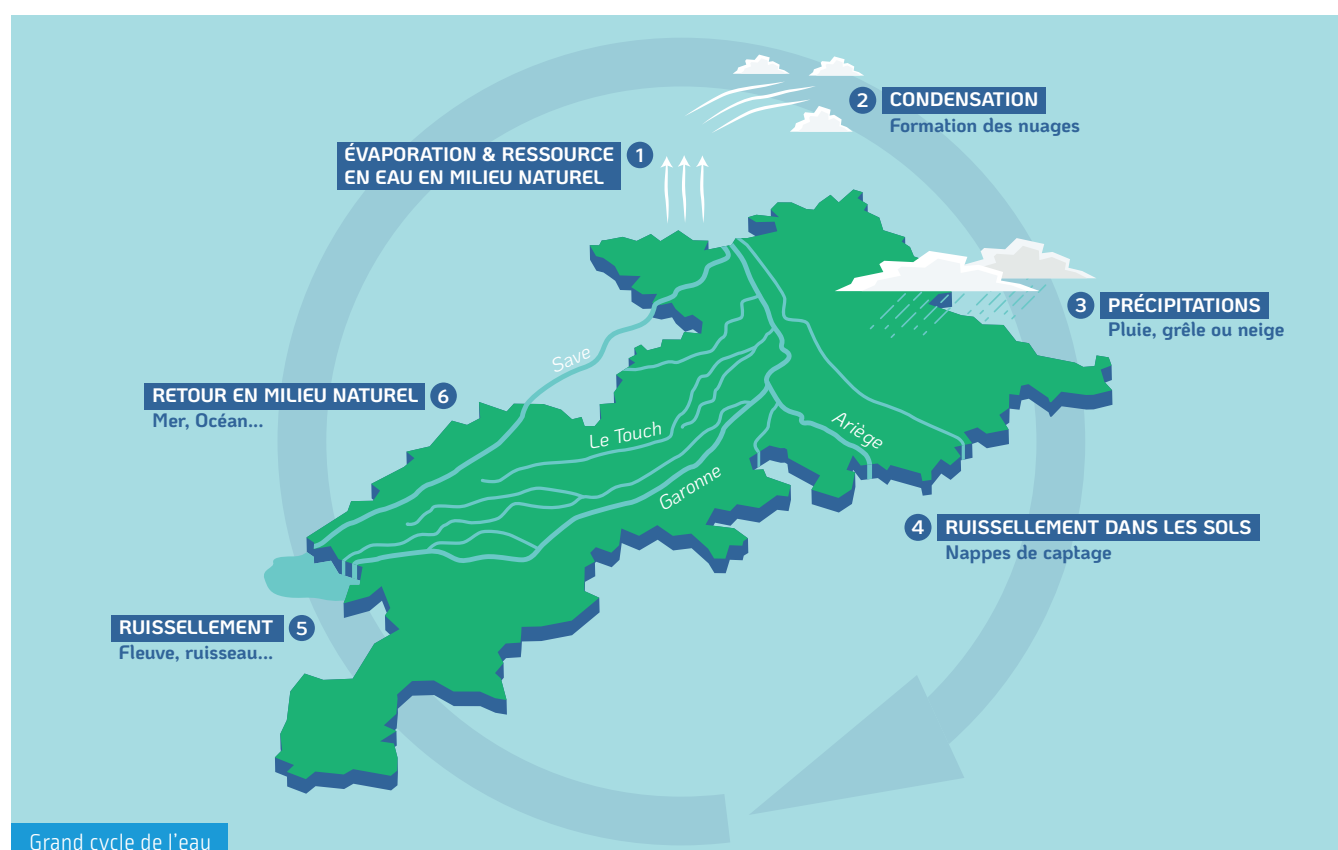 1
ÉVAPORATION & RESSOURCE
EN EAU EN MILIEU NATUREL
2
CONDENSATION
Formation des nuages
3
PRÉCIPITATIONS
Pluie, grêle ou neige
4
RUISSELLEMENT DANS LES SOLS
Nappes de captage
5
RUISSELLEMENT
Fleuve, ruisseau...
6
RETOUR EN MILIEU NATUREL
Mer, Océan...
Save
Le Touch
Garonne
Ariège
Grand cycle de l'eau